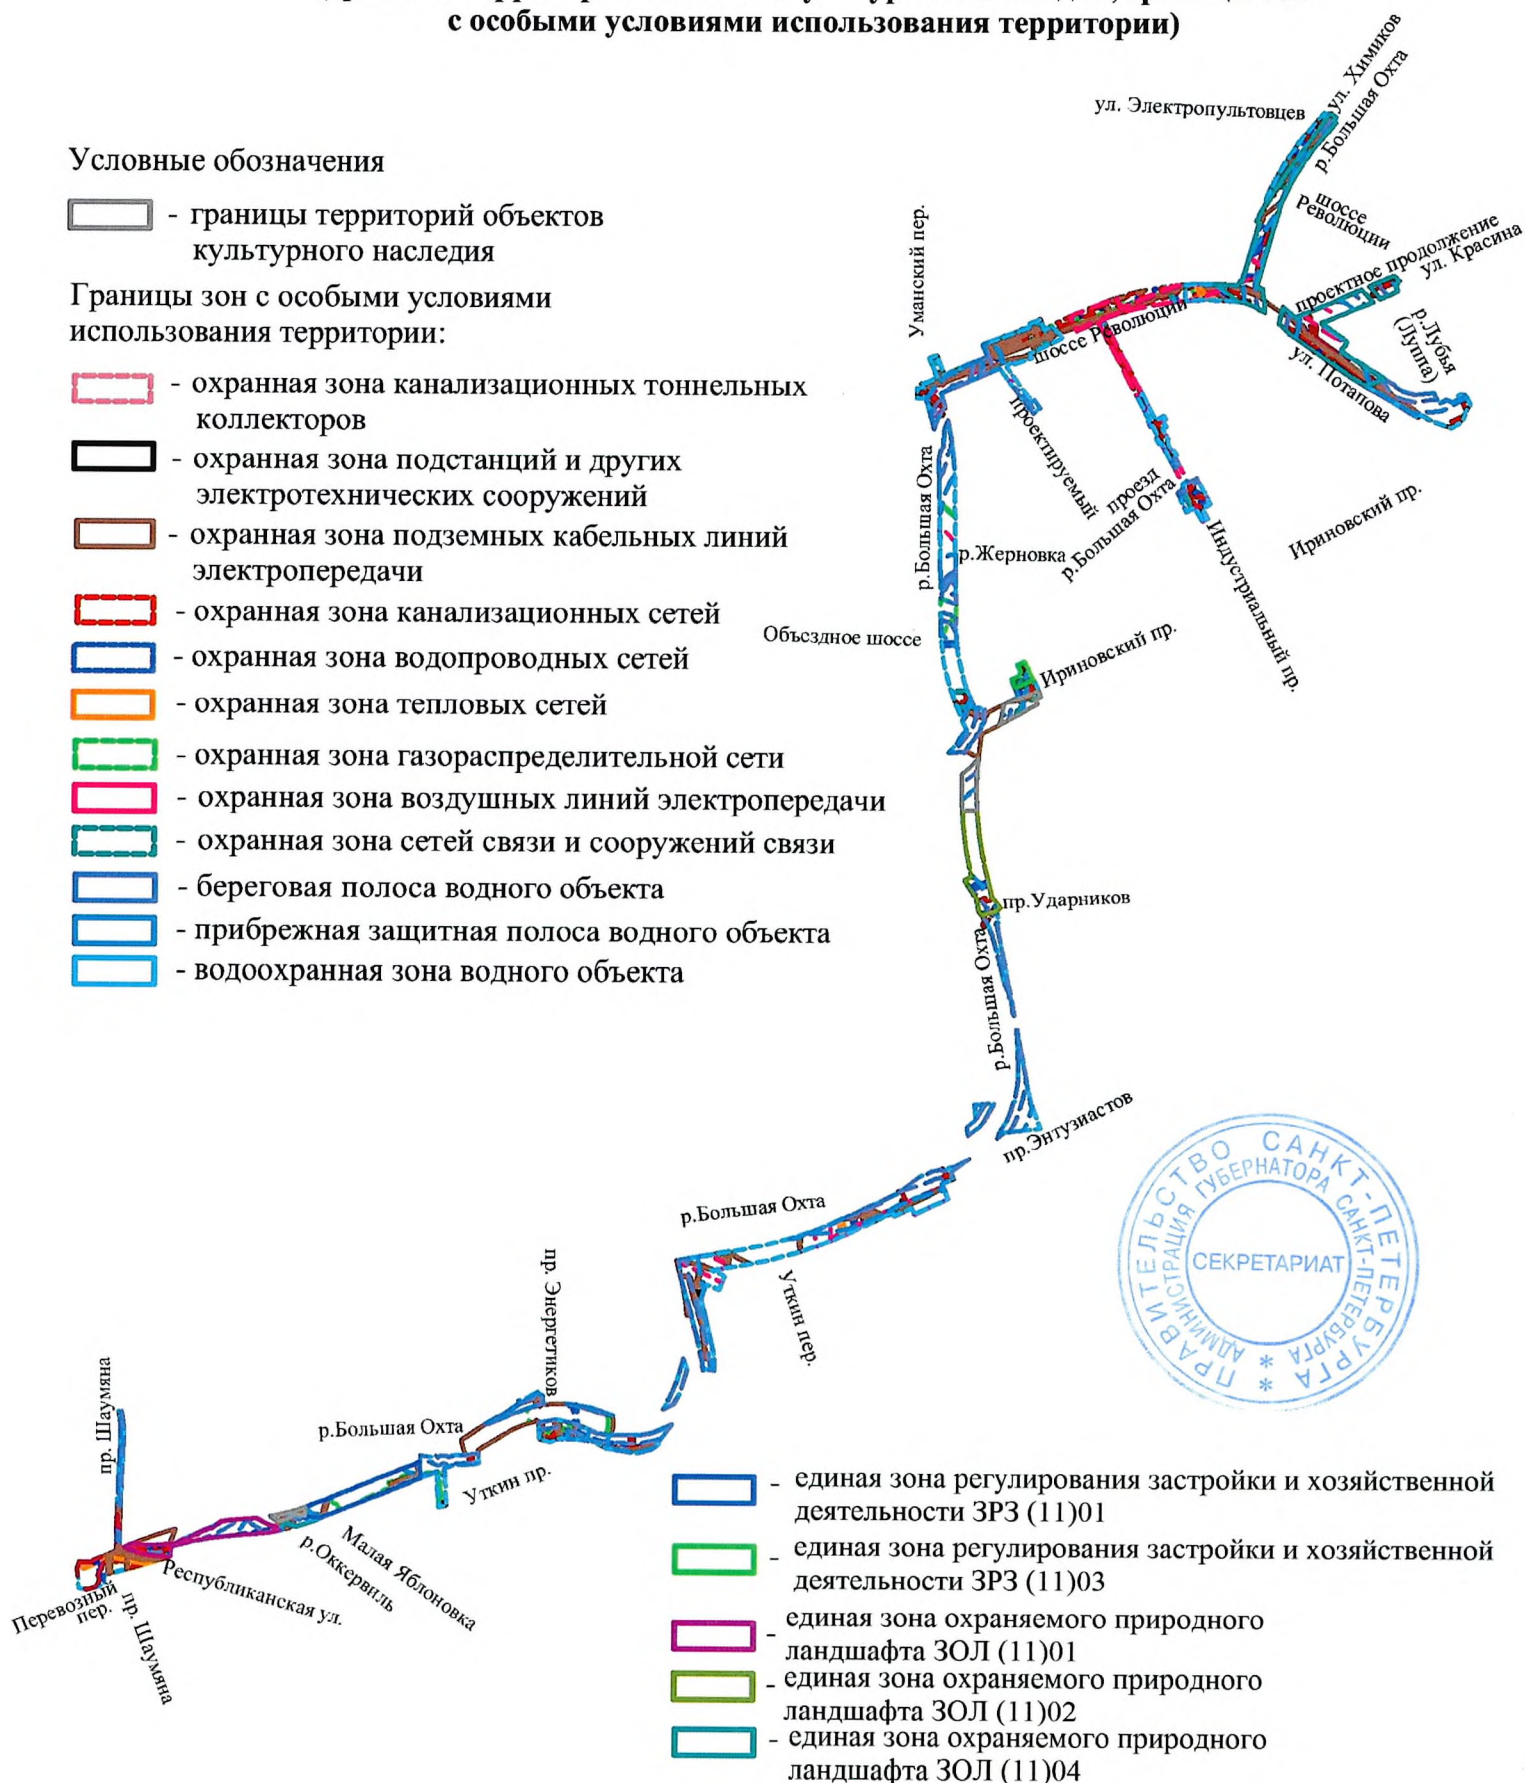 с особыми условиями использования территории)
ул. Химиков
р.Большая Охта
ул. Электропультовцев
Условные обозначения
- границы территорий объектов
культурного наследия
Границы зон с особыми условиями
использования территории:
- охранная зона канализационных тоннельных
коллекторов
- охранная зона подстанций и других
электротехнических сооружений
- охранная зона подземных кабельных линий
электропередачи
- охранная зона канализационных сетей
- охранная зона водопроводных сетей
- охранная зона тепловых сетей
- охранная зона газораспределительной сети
- охранная зона воздушных линий электропередачи
- охранная зона сетей связи и сооружений связи
- береговая полоса водного объекта
- прибрежная защитная полоса водного объекта
- водоохранная зона водного объекта
шоссе
Революции
проектное продолжение
ул. Красина
Уманский пер.
шоссе Революции
р.Лубья
(Луппа)
ул. Потапова
проектируемый
проезд
р.Большая Охта
р.Большая Охта
р.Жерновка
Ириновский пр.
Индустриальный пр.
Объездное шоссе
Ириновский пр.
пр.Ударников
р.Большая Охта
пр.Энтузиастов
р.Большая Охта
Уткин пер.
пр. Энергетиков
пр. Шаумяна
р.Большая Охта
Уткин пр.
Малая Яблоновка
р.Оккервиль
Республиканская ул.
Перевозный
пер.
пр. Шаумяна
ПРАВИТЕЛЬСТВО САНКТ-ПЕТЕРБУРГА *
АДМИНИСТРАЦИЯ ГУБЕРНАТОРА САНКТ-ПЕТЕРБУРГА *
СЕКРЕТАРИАТ
- единая зона регулирования застройки и хозяйственной
деятельности ЗРЗ (11)01
- единая зона регулирования застройки и хозяйственной
деятельности ЗРЗ (11)03
- единая зона охраняемого природного
ландшафта ЗОЛ (11)01
- единая зона охраняемого природного
ландшафта ЗОЛ (11)02
- единая зона охраняемого природного
ландшафта ЗОЛ (11)04